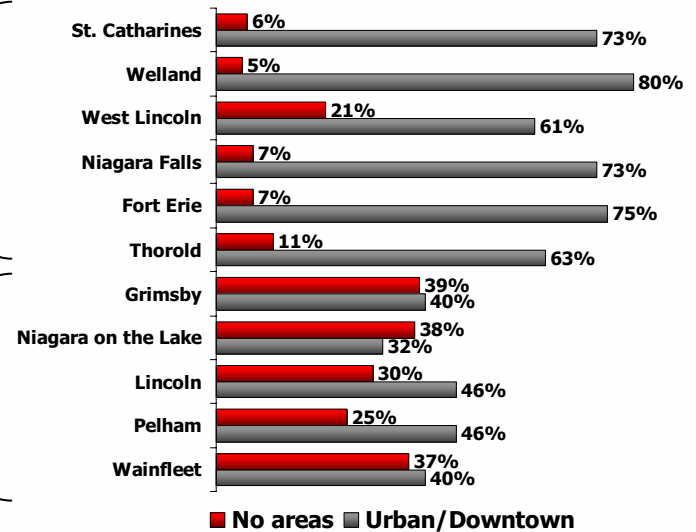 St. Catharines
6%
73%
Welland
5%
80%
West Lincoln
21%
61%
Niagara Falls
7%
73%
Fort Erie
7%
75%
Thorold
11%
63%
Grimsby
39%
40%
Niagara on the Lake
38%
32%
Lincoln
30%
46%
Pelham
25%
46%
Wainfleet
37%
40%
No areas Urban/Downtown